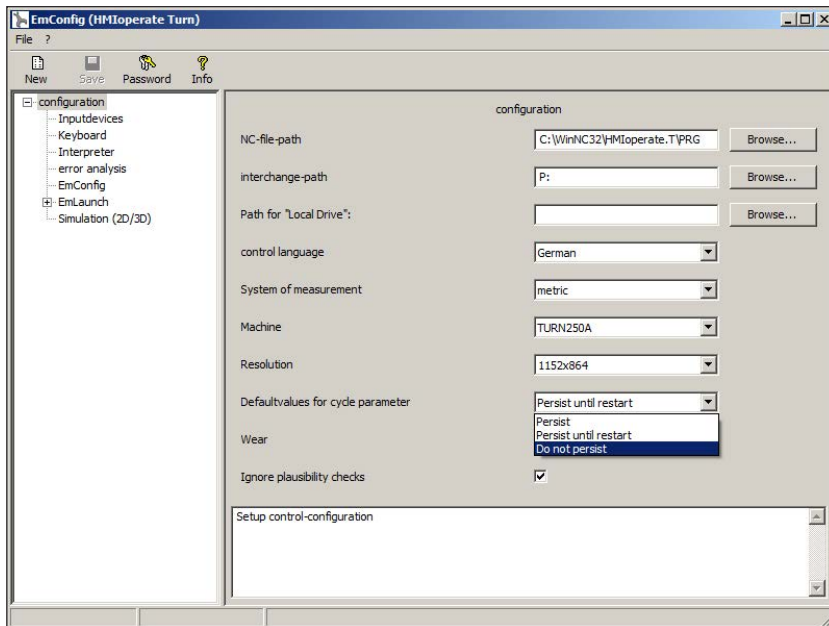 EmConfig (HMIoperate Turn)
File ?
New Save Password Info
configuration
Inputdevices
Keyboard
Interpreter
error analysis
EmConfig
EmLaunch
Simulation (2D/3D)
configuration
NC-file-path C:\WinNC32\HMIoperate.T\PRG Browse...
interchange-path P: Browse...
Path for "Local Drive": Browse...
control language German
System of measurement metric
Machine TURN250A
Resolution 1152x864
Defaultvalues for cycle parameter Persist until restart
Persist
Persist until restart
Do not persist
Wear
Ignore plausibility checks
Setup control-configuration